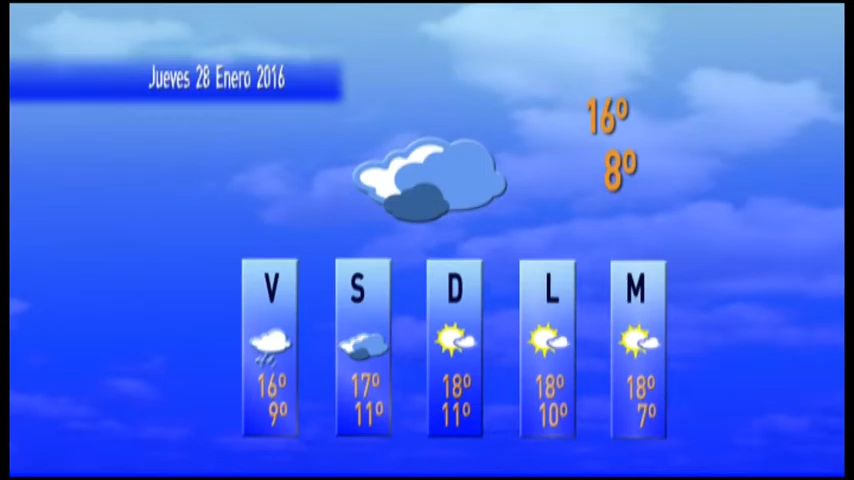 Jueves 28 Enero 2016
16º
8º
V S D L M
16º 17º 18º 18º 18º
9º 11º 11º 10º 7º